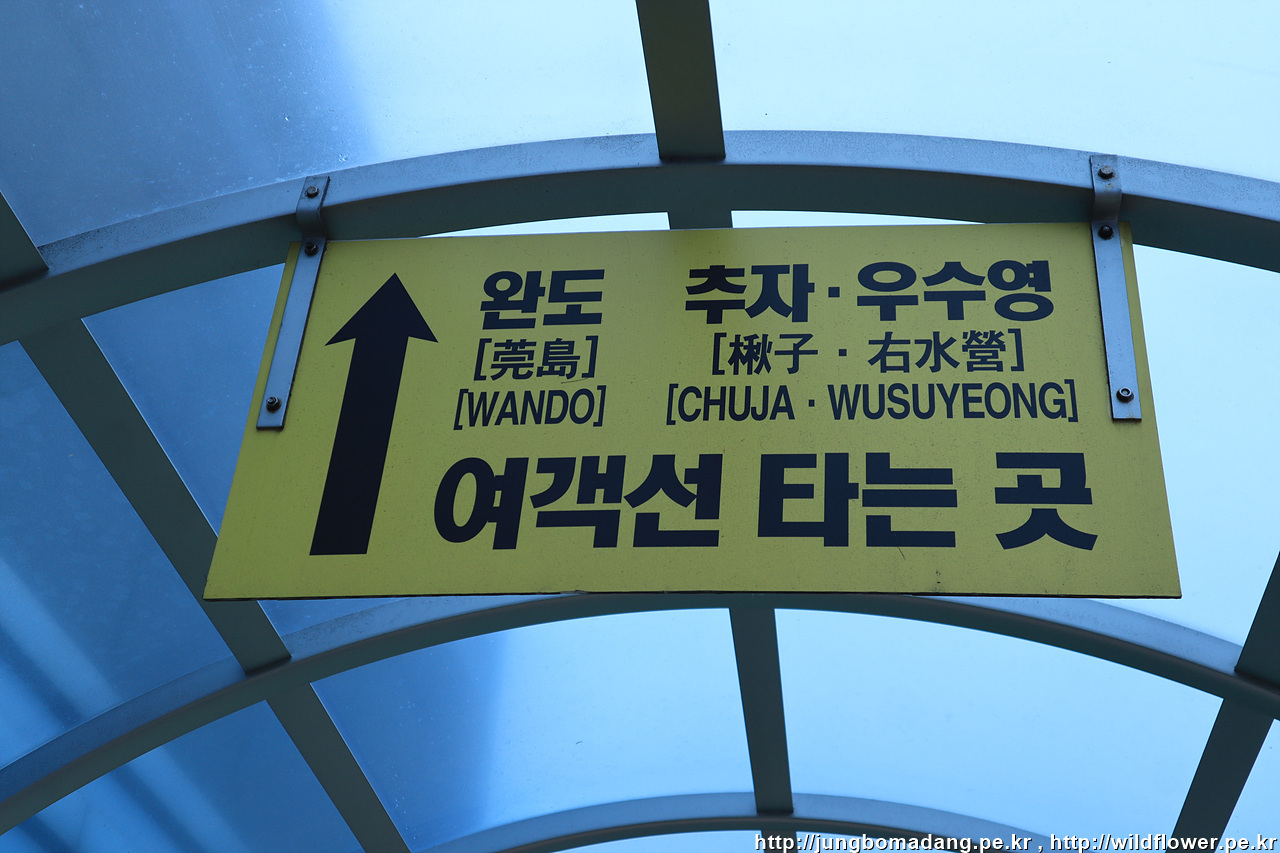 완도 추자·우수영
[莞島] [楸子·右水營]
[WANDO] [CHUJA·WUSUYEONG]
여객선 타는 곳
http://jungbomadang.pe.kr , http://wildflower.pe.kr